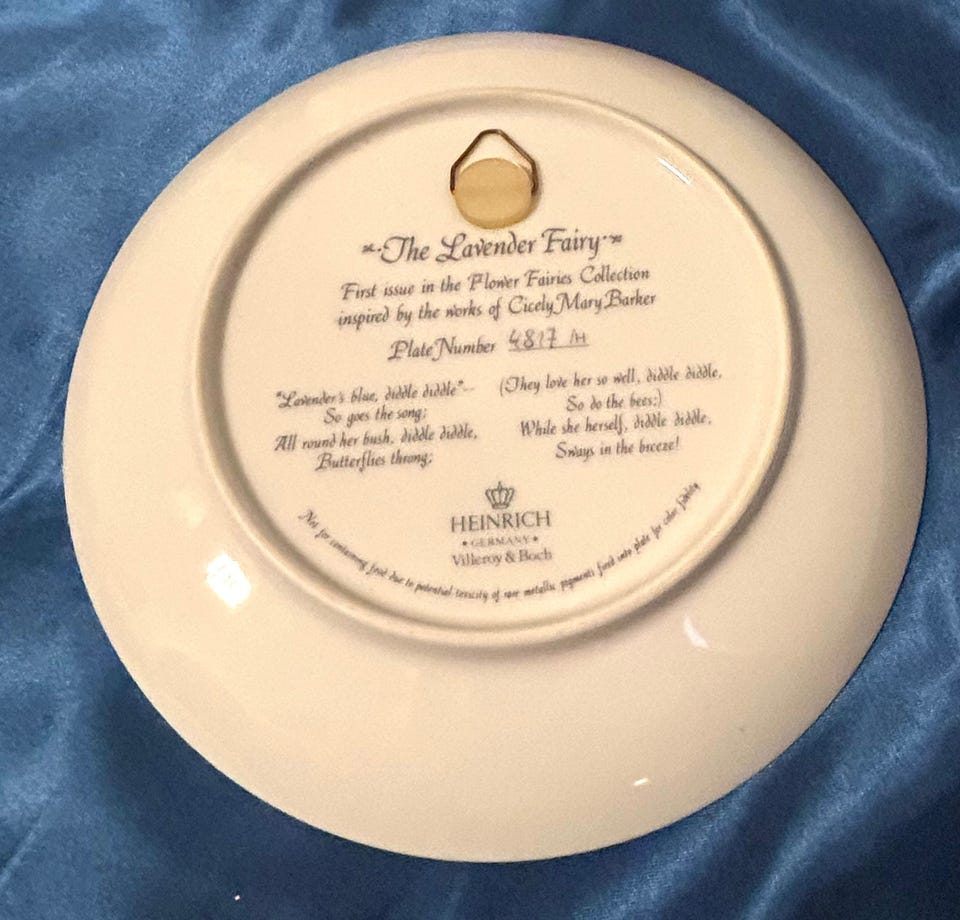 The Lavender Fairy
First issue in the Flower Fairies Collection
inspired by the works of Cicely Mary Barker
Plate Number 4817 /H
"Lavender's blue, diddle diddle"—
So goes the song;
All round her bush, diddle diddle,
Butterflies throng;
(They love her so well, diddle diddle,
So do the bees;)
While she herself, diddle diddle,
Sways in the breeze!
HEINRICH
• GERMANY •
Villeroy & Boch
Not for containing food due to potential toxicity of rare metallic pigments fired onto plate for color fidelity